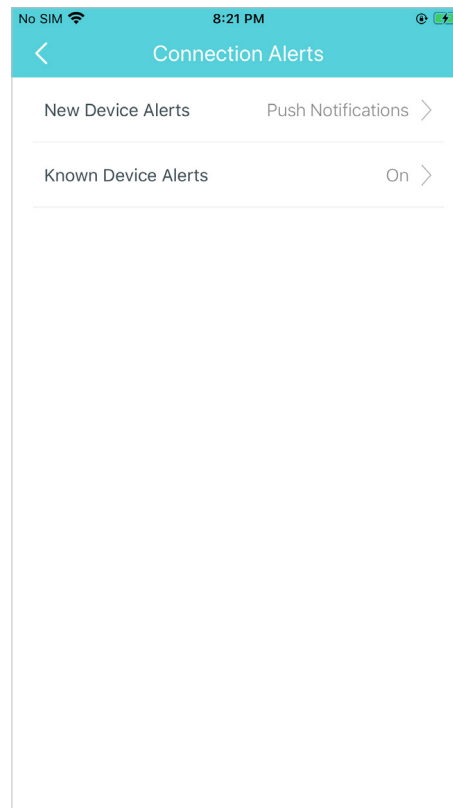 No SIM 8:21 PM
Connection Alerts
New Device Alerts Push Notifications
Known Device Alerts On